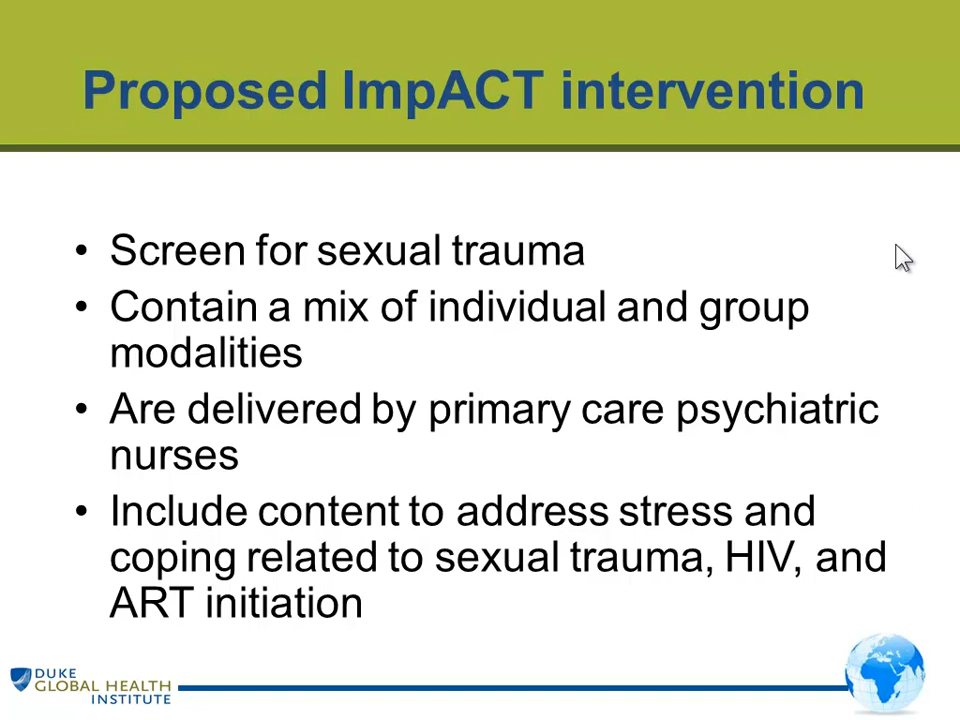 Proposed ImpACT intervention
• Screen for sexual trauma
• Contain a mix of individual and group
modalities
• Are delivered by primary care psychiatric
nurses
• Include content to address stress and
coping related to sexual trauma, HIV, and
ART initiation
DUKE
GLOBAL HEALTH
INSTITUTE